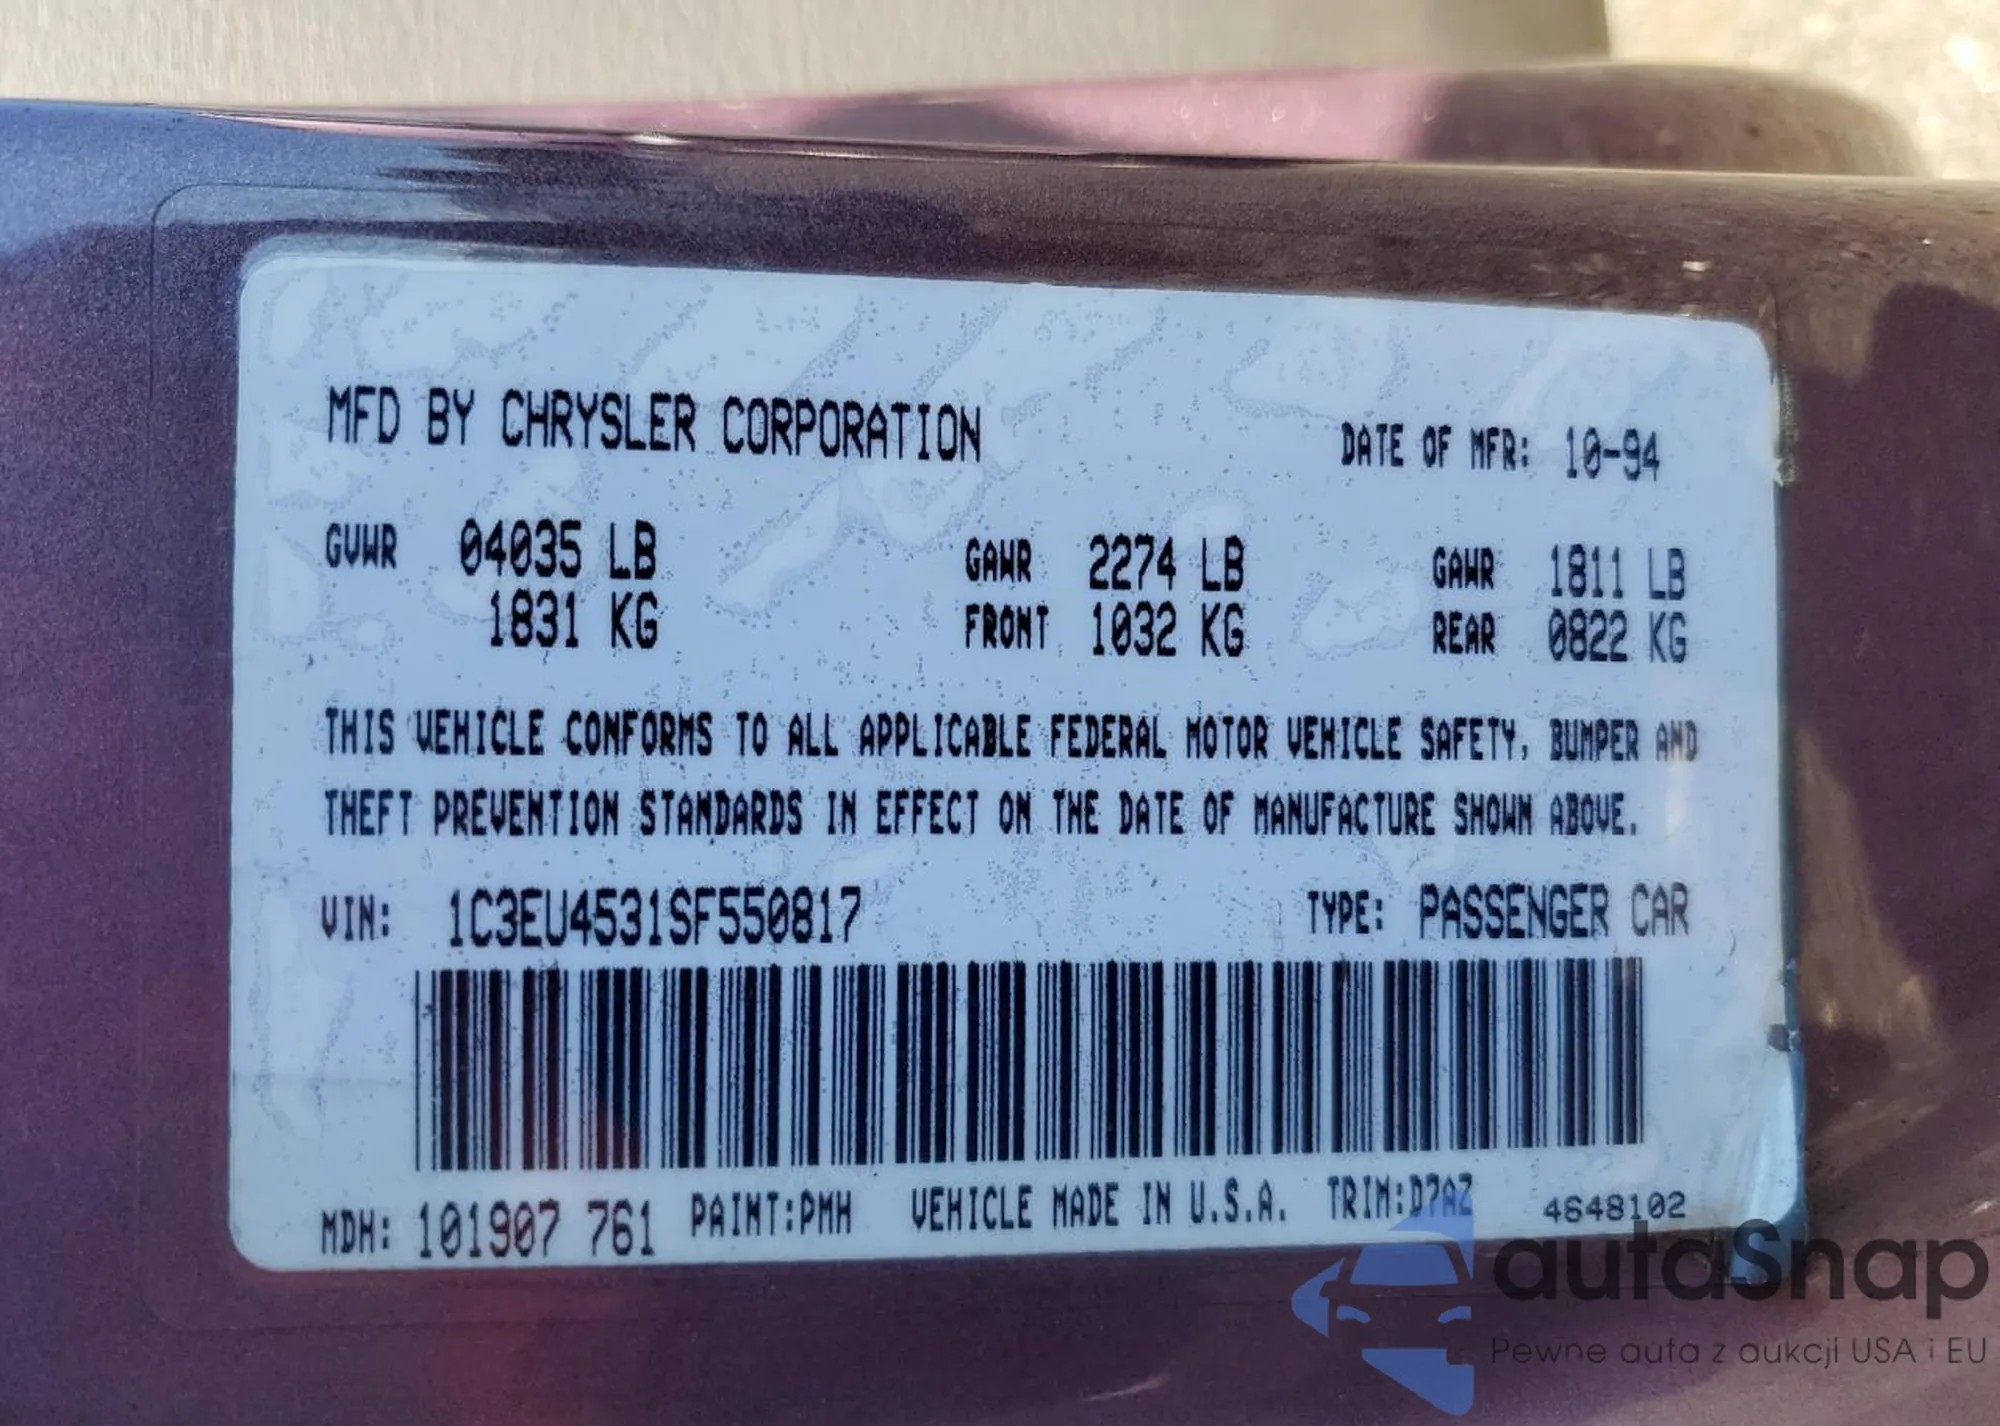 MFD BY CHRYSLER CORPORATION DATE OF MFR: 10-94
GVWR 04035 LB GAWR 2274 LB GAWR 1811 LB
1831 KG FRONT 1032 KG REAR 0822 KG
THIS VEHICLE CONFORMS TO ALL APPLICABLE FEDERAL MOTOR VEHICLE SAFETY, BUMPER AND
THEFT PREVENTION STANDARDS IN EFFECT ON THE DATE OF MANUFACTURE SHOWN ABOVE.
VIN: 1C3EU4531SF550817 TYPE: PASSENGER CAR
MDH: 101907 761 PAINT:PMH VEHICLE MADE IN U.S.A. TRIM:D7AZ 4648102
autaSnap
Pewne auta z aukcji USA i EU